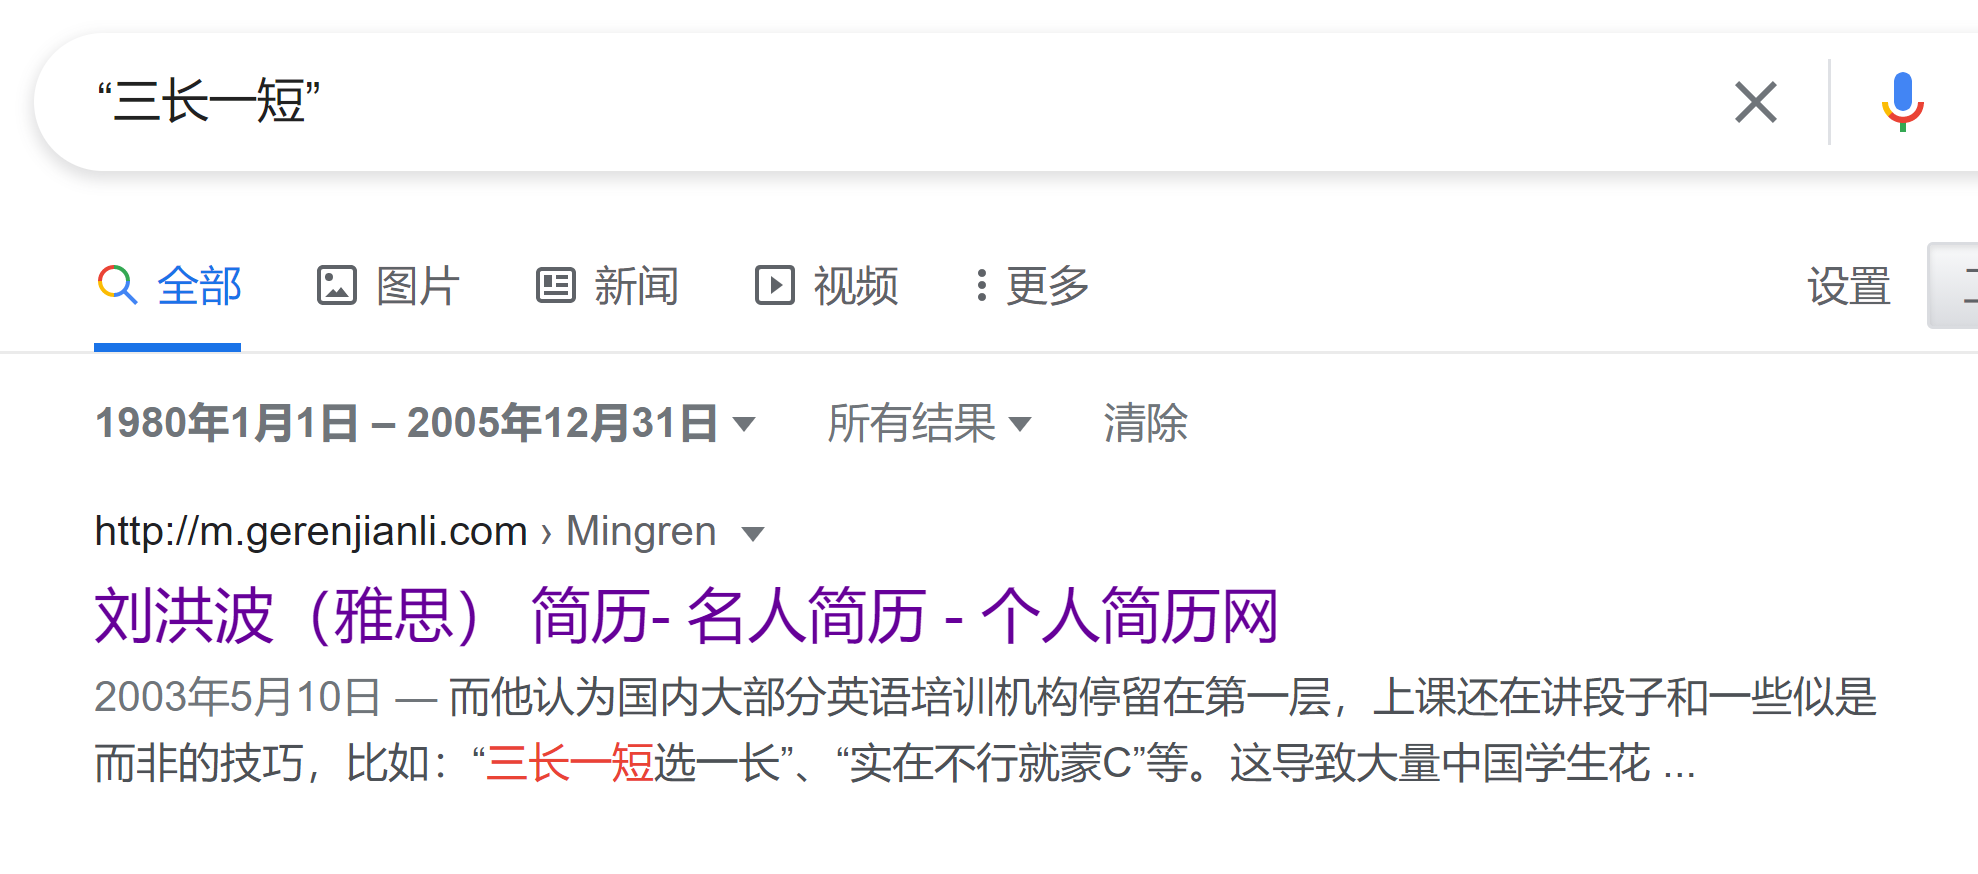 “三长一短”
全部 图片 新闻 视频 更多 设置
1980年1月1日 – 2005年12月31日 所有结果 清除
http://m.gerenjianli.com › Mingren
刘洪波（雅思） 简历- 名人简历 - 个人简历网
2003年5月10日 — 而他认为国内大部分英语培训机构停留在第一层，上课还在讲段子和一些似是
而非的技巧，比如：“三长一短选一长”、“实在不行就蒙C”等。这导致大量中国学生花 ...